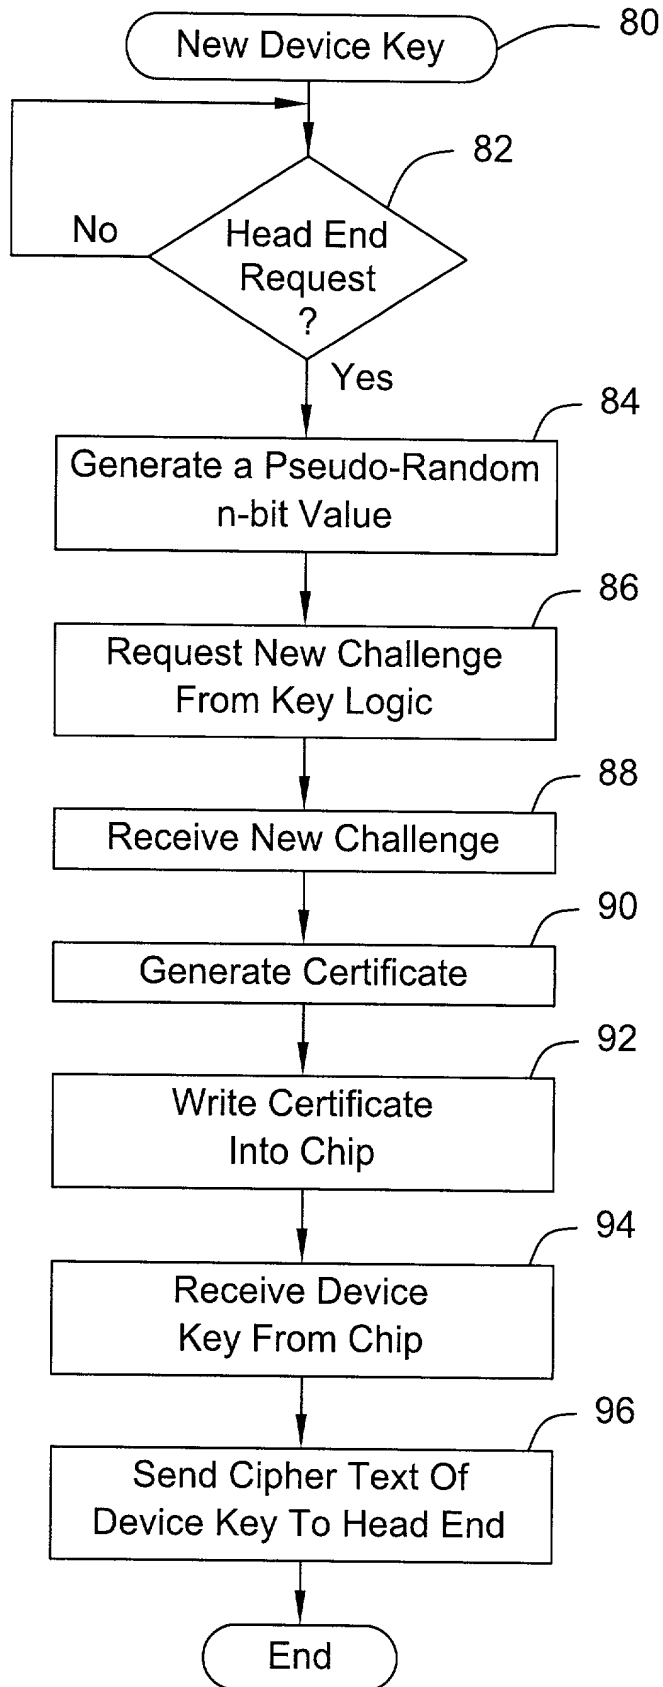 New Device Key
80
82
No
Head End
Request
?
Yes
84
Generate a Pseudo-Random
n-bit Value
86
Request New Challenge
From Key Logic
88
Receive New Challenge
90
Generate Certificate
92
Write Certificate
Into Chip
94
Receive Device
Key From Chip
96
Send Cipher Text Of
Device Key To Head End
End